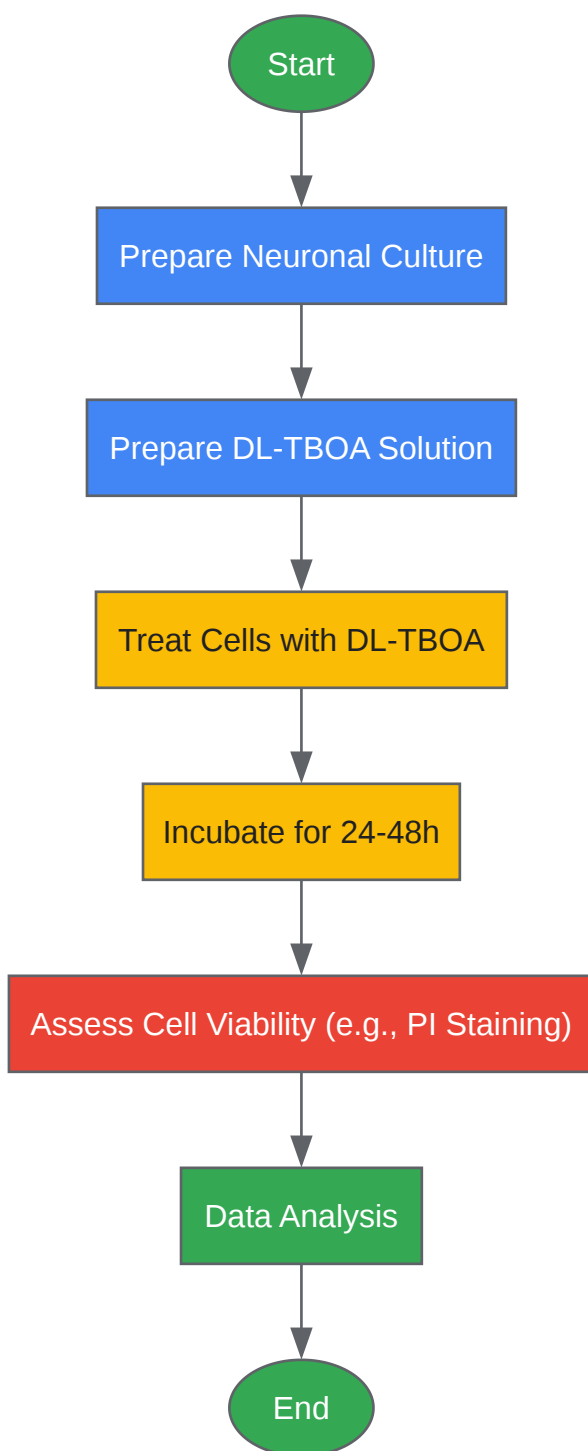 Start
Prepare Neuronal Culture
Prepare DL-TBOA Solution
Treat Cells with DL-TBOA
Incubate for 24-48h
Assess Cell Viability (e.g., PI Staining)
Data Analysis
End